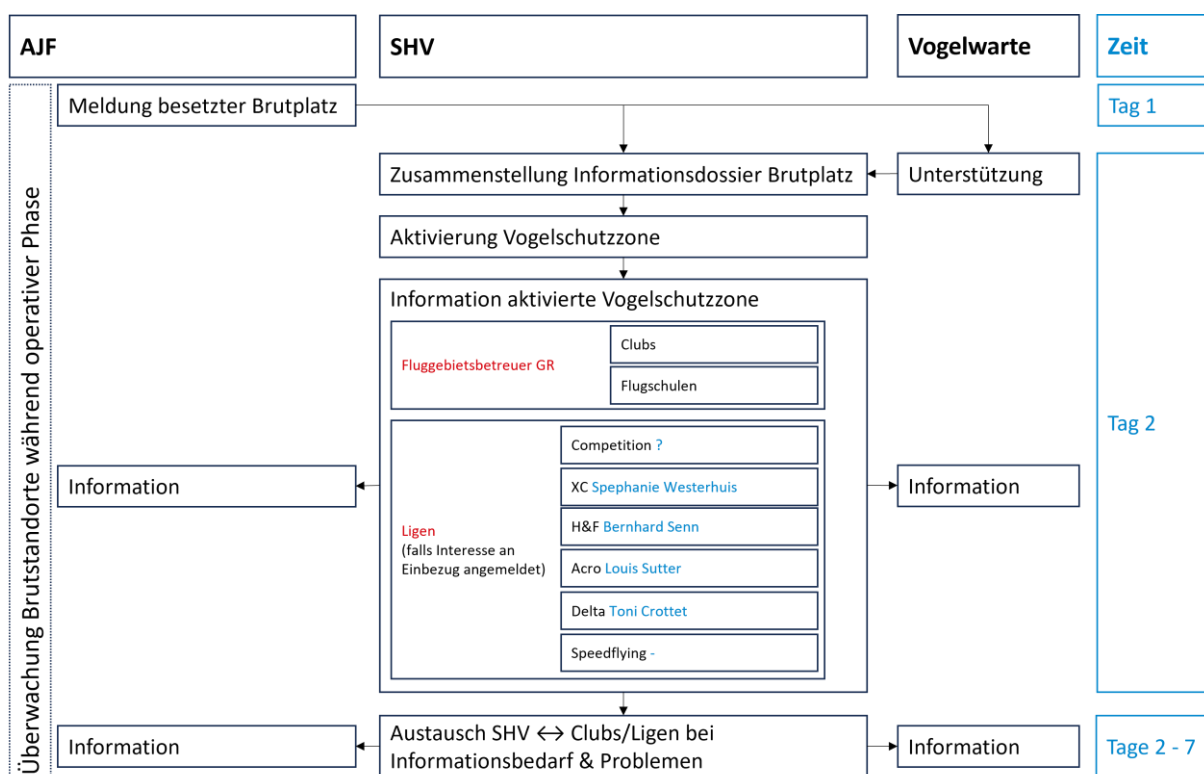 AJF
SHV
Vogelwarte
Zeit
Überwachung Brutstandorte während operativer Phase
Meldung besetzter Brutplatz
Tag 1
Zusammenstellung Informationsdossier Brutplatz
Unterstützung
Aktivierung Vogelschutzzone
Information aktivierte Vogelschutzzone
Fluggebietsbetreuer GR
Clubs
Flugschulen
Tag 2
Ligen
(falls Interesse an
Einbezug angemeldet)
Competition ?
XC Spephanie Westerhuis
H&F Bernhard Senn
Acro Louis Sutter
Delta Toni Crottet
Speedflying -
Information
Information
Information
Austausch SHV ↔ Clubs/Ligen bei
Informationsbedarf & Problemen
Information
Tage 2 - 7